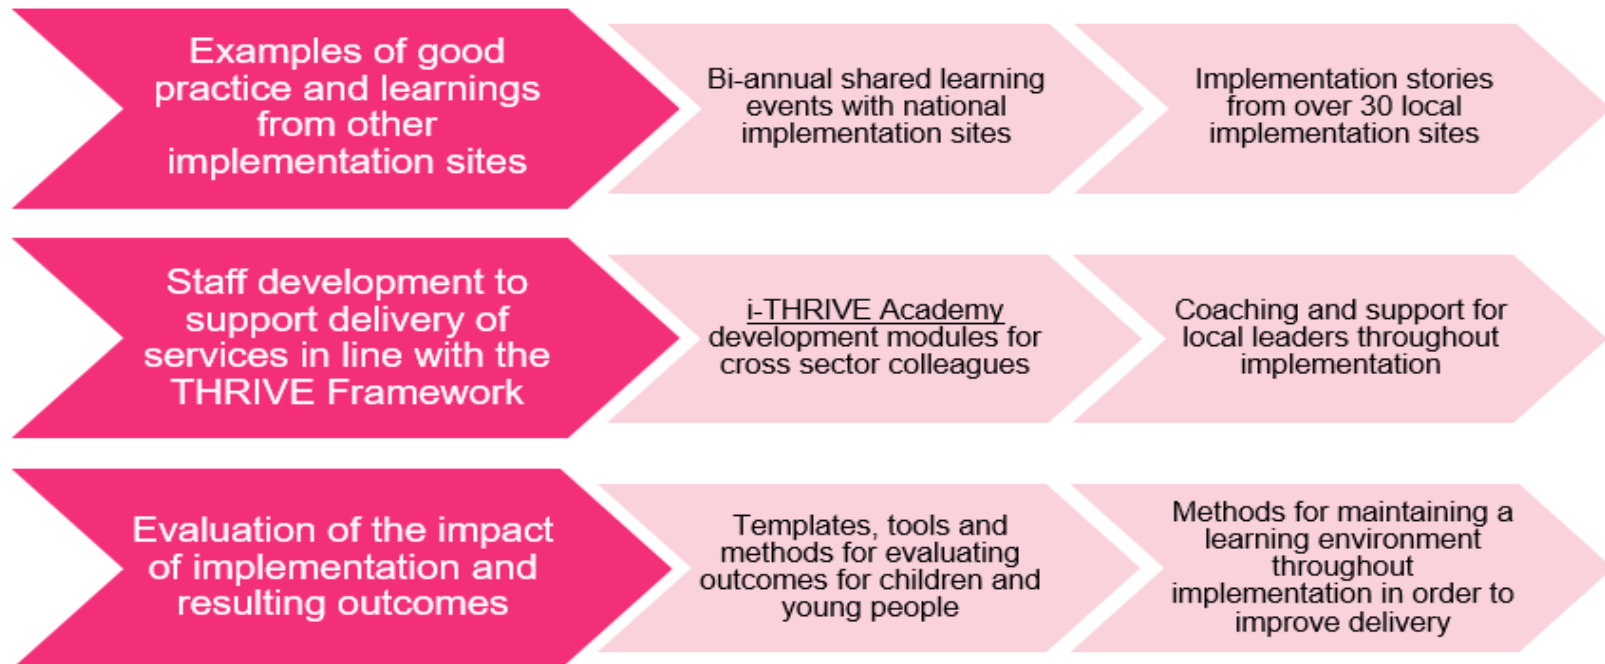 Examples of good
practice and learnings
from other
implementation sites
Bi-annual shared learning
events with national
implementation sites
Implementation stories
from over 30 local
implementation sites
Staff development to
support delivery of
services in line with the
THRIVE Framework
i-THRIVE Academy
development modules for
cross sector colleagues
Coaching and support for
local leaders throughout
implementation
Evaluation of the impact
of implementation and
resulting outcomes
Templates, tools and
methods for evaluating
outcomes for children and
young people
Methods for maintaining a
learning environment
throughout
implementation in order to
improve delivery